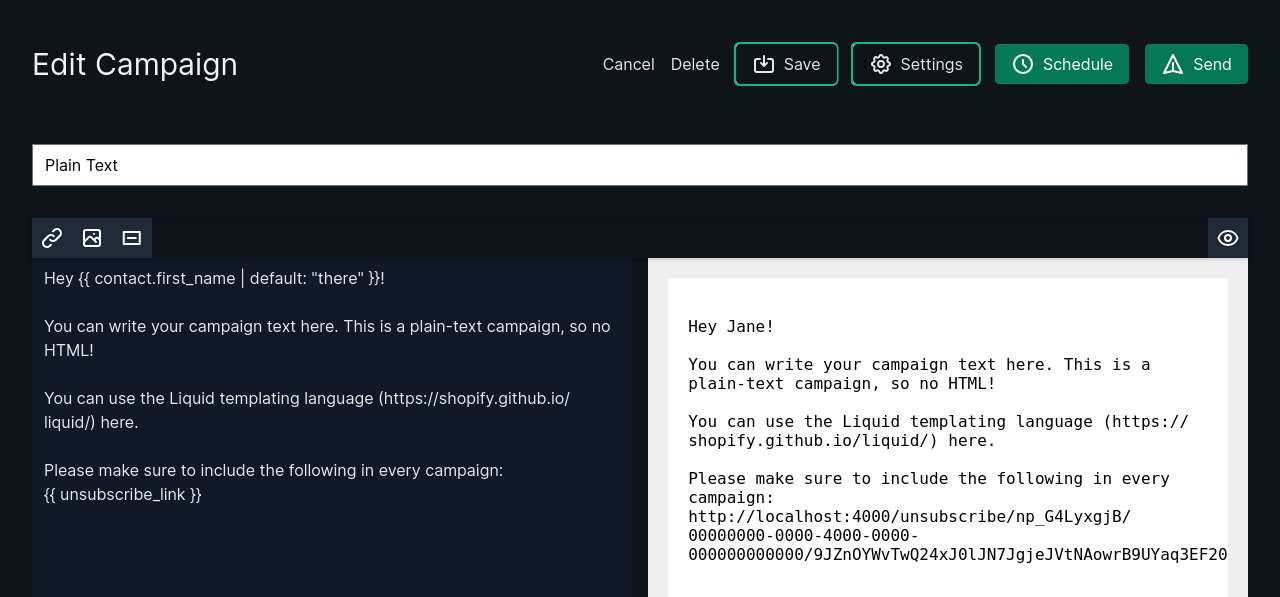 Edit Campaign
Cancel Delete Save Settings Schedule Send
Plain Text
Hey {{ contact.first_name | default: "there" }}!
You can write your campaign text here. This is a plain-text campaign, so no
HTML!
You can use the Liquid templating language (https://shopify.github.io/
liquid/) here.
Please make sure to include the following in every campaign:
{{ unsubscribe_link }}
Hey Jane!
You can write your campaign text here. This is a
plain-text campaign, so no HTML!
You can use the Liquid templating language (https://
shopify.github.io/liquid/) here.
Please make sure to include the following in every
campaign:
http://localhost:4000/unsubscribe/np_G4LyxgjB/
00000000-0000-4000-0000-
000000000000/9JZnOYWvTwQ24xJ0lJN7JgjeJVtNAowrB9UYaq3EF20